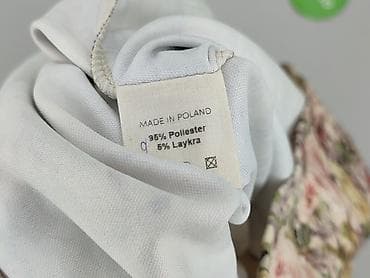 MADE IN POLAND
95% Poliester
5% Laykra